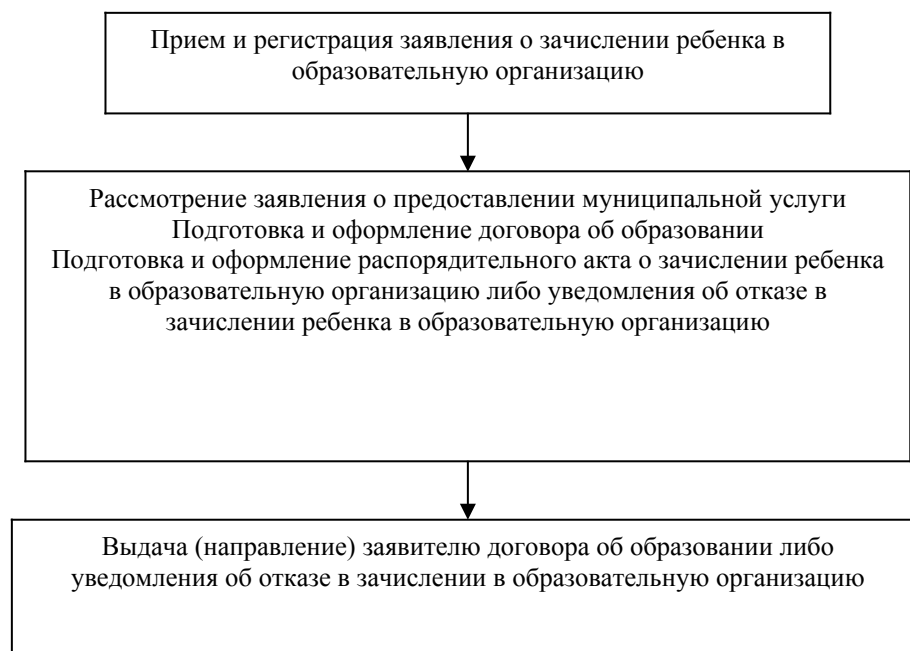 Прием и регистрация заявления о зачислении ребенка в
образовательную организацию
Рассмотрение заявления о предоставлении муниципальной услуги
Подготовка и оформление договора об образовании
Подготовка и оформление распорядительного акта о зачислении ребенка
в образовательную организацию либо уведомления об отказе в
зачислении ребенка в образовательную организацию
Выдача (направление) заявителю договора об образовании либо
уведомления об отказе в зачислении в образовательную организацию